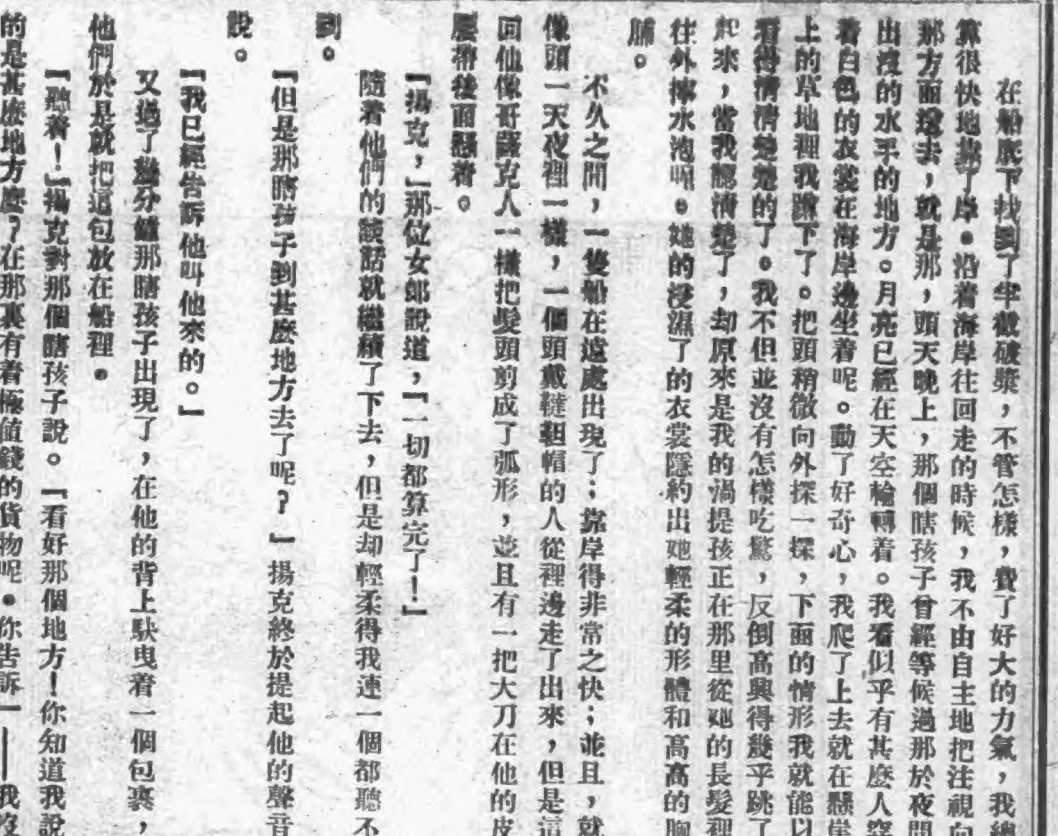 在船底下找到了半截破槳，不管怎樣，費了好大的力氣，我總
算很快地靠了岸。沿着海岸往回走的時候，我不由自主地把注視向
那方面遠去，就是那，頭天晚上，那個瞎孩子曾經等候過那於夜間
出沒的水手的地方。月亮已經在天空輪轉着。我看似乎有甚麼人穿
着白色的衣裳在海岸邊坐着呢。動了好奇心，我爬了上去就在懸崖
上的草地裡我蹲下了。把頭稍微向外探一探，下面的情形我就能以
看得清清楚楚的了。我不但並沒有怎樣吃驚，反倒高興得幾乎跳了
起來，當我認清楚了，却原來是我的渦提孩正在那里從她的長髮裡
往外擰水泡呢。她的浸濕了的衣裳隱約出她輕柔的形體和高高的胸
脯。
不久之間，一隻船在遠處出現了；靠岸得非常之快；並且，就
像頭一天夜裡一樣，一個頭戴韃靼帽的人從裡邊走了出來，但是這
回他像哥薩克人一樣把髮頭剪成了弧形，並且有一把大刀在他的皮
腰帶後面懸着。
「揚克，」那位女郎說道，「一切都算完了！」
隨着他們的談話就繼續了下去，但是却輕柔得我連一個都聽不
到。
「但是那瞎孩子到甚麼地方去了呢？」揚克終於提起他的聲音
說。
「我已經告訴他叫他來的。」
又過了幾分鐘那瞎孩子出現了，在他的背上馱曳着一個包裹，
他們於是就把這包放在船裡。
「聽着！」揚克對那個瞎孩子說。「看好那個地方！你知道我說
的是甚麼地方麼？在那裏有着極值錢的貨物呢。你告訴——我沒